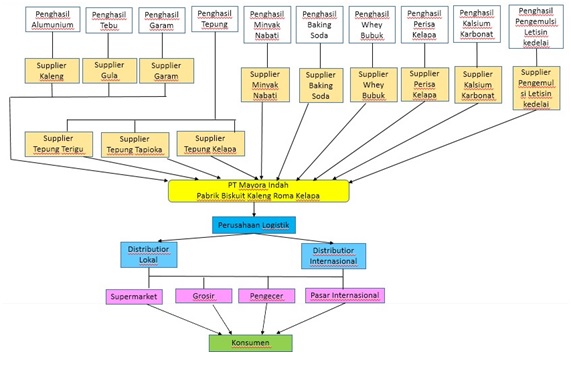 Penghasil
Alumunium
Penghasil
Tebu
Penghasil
Garam
Penghasil
Tepung
Penghasil
Minyak
Nabati
Penghasil
Baking
Soda
Penghasil
Whey
Bubuk
Penghasil
Perisa
Kelapa
Penghasil
Kalsium
Karbonat
Penghasil
Pengemulsi
Letisin
kedelai
Supplier
Kaleng
Supplier
Gula
Supplier
Garam
Supplier
Minyak
Nabati
Supplier
Baking
Soda
Supplier
Whey
Bubuk
Supplier
Perisa
Kelapa
Supplier
Kalsium
Karbonat
Supplier
Pengemul
si Letisin
kedelai
Supplier
Tepung Terigu
Supplier
Tepung Tapioka
Supplier
Tepung Kelapa
PT Mayora Indah
Pabrik Biskuit Kaleng Roma Kelapa
Perusahaan Logistik
Distributior
Lokal
Distributior
Internasional
Supermarket
Grosir
Pengecer
Pasar Internasional
Konsumen